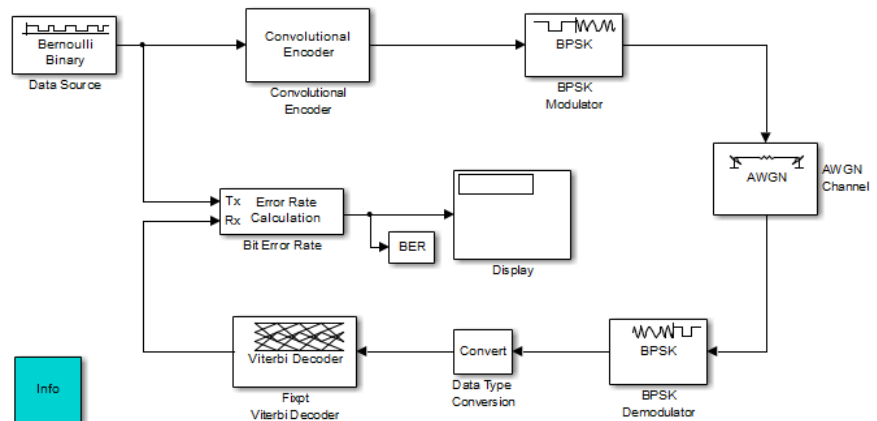 Bernoulli
Binary
Data Source
Convolutional
Encoder
Convolutional
Encoder
BPSK
BPSK
Modulator
AWGN
AWGN
Channel
Tx
Rx
Error Rate
Calculation
Bit Error Rate
BER
Display
Viterbi Decoder
Fixpt
Viterbi Decoder
Convert
Data Type
Conversion
BPSK
BPSK
Demodulator
Info